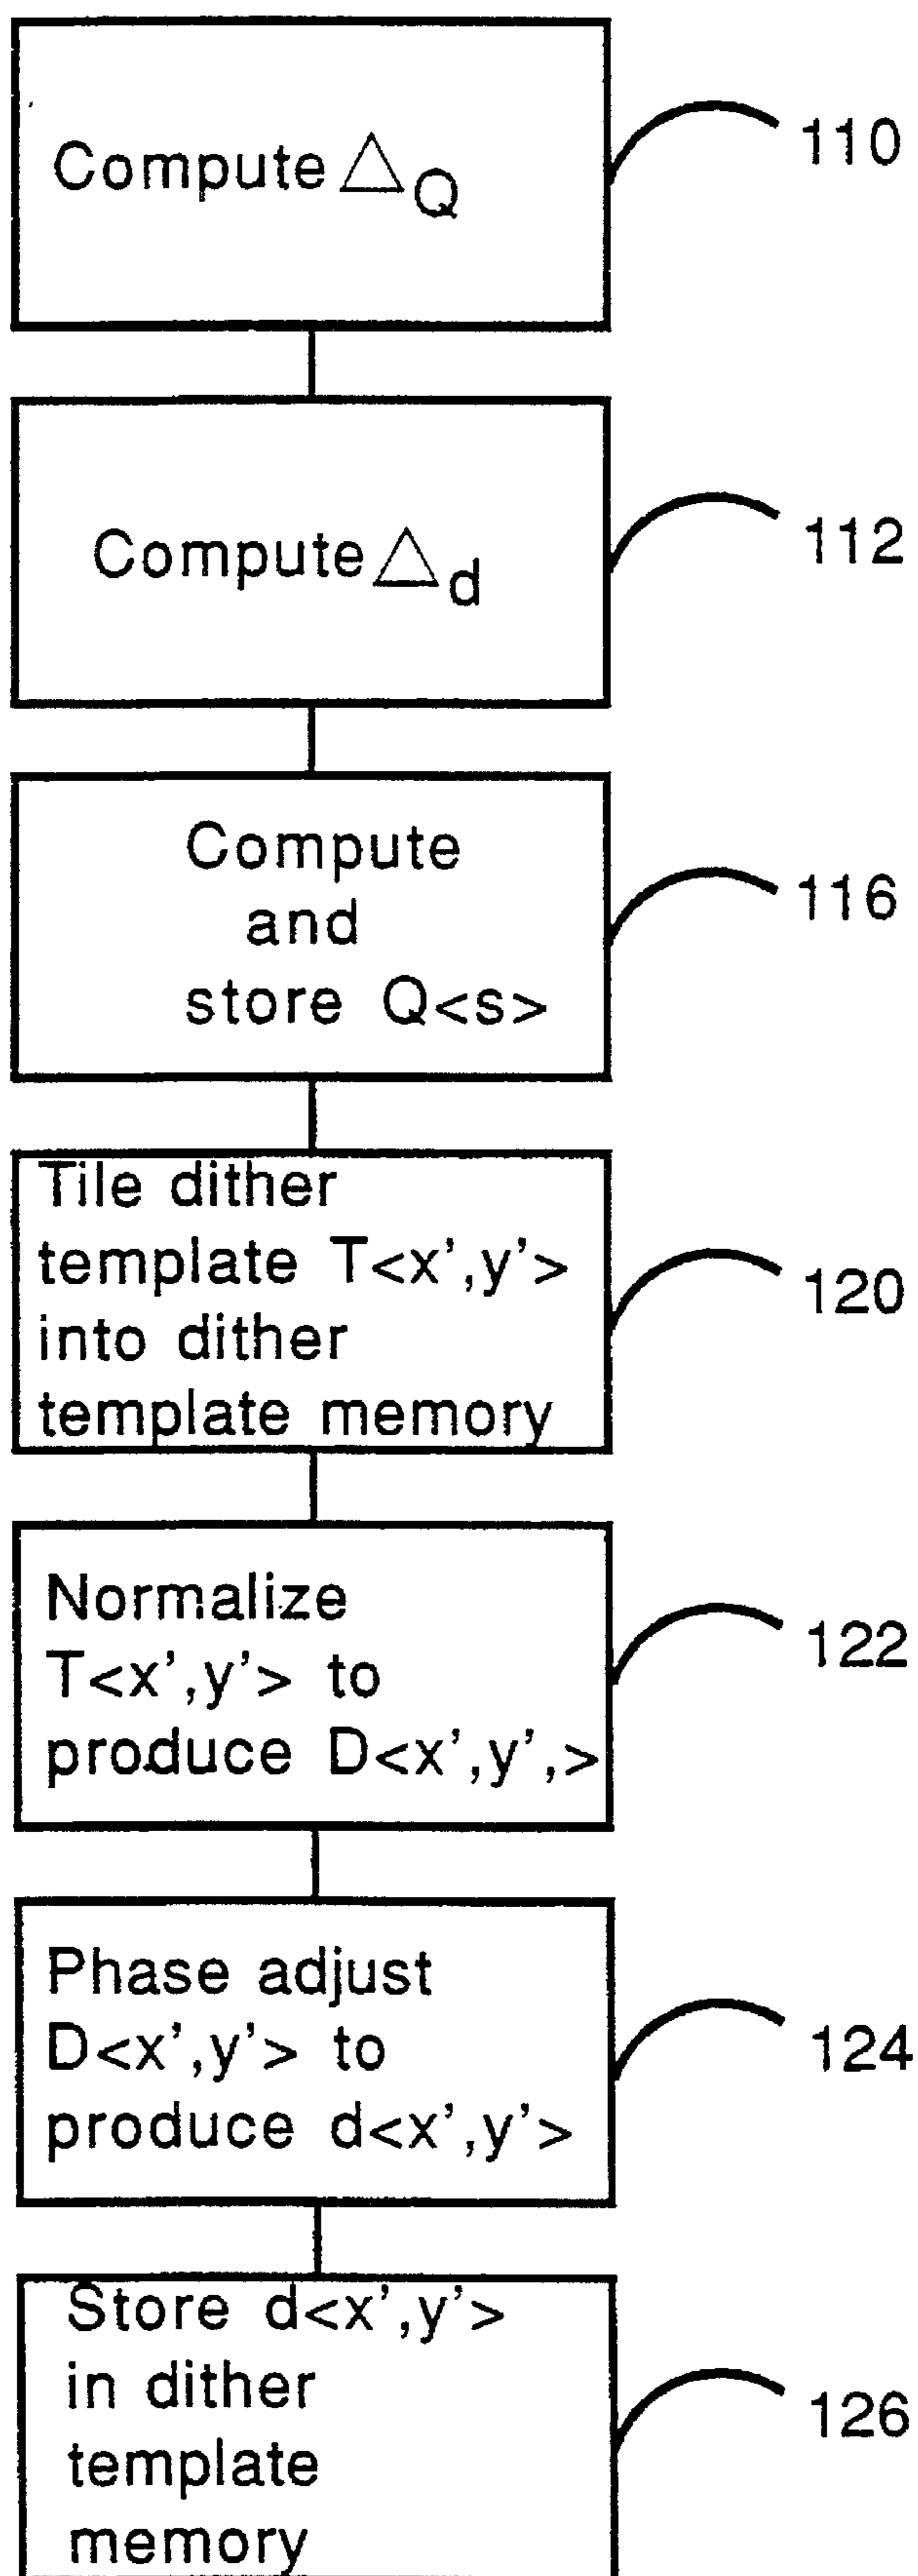 Compute △Q
110
Compute △d
112
Compute
and
store Q<s>
116
Tile dither
template T<x',y'>
into dither
template memory
120
Normalize
T<x',y'> to
produce D<x',y',>
122
Phase adjust
D<x',y'> to
produce d<x',y'>
124
Store d<x',y'>
in dither
template
memory
126